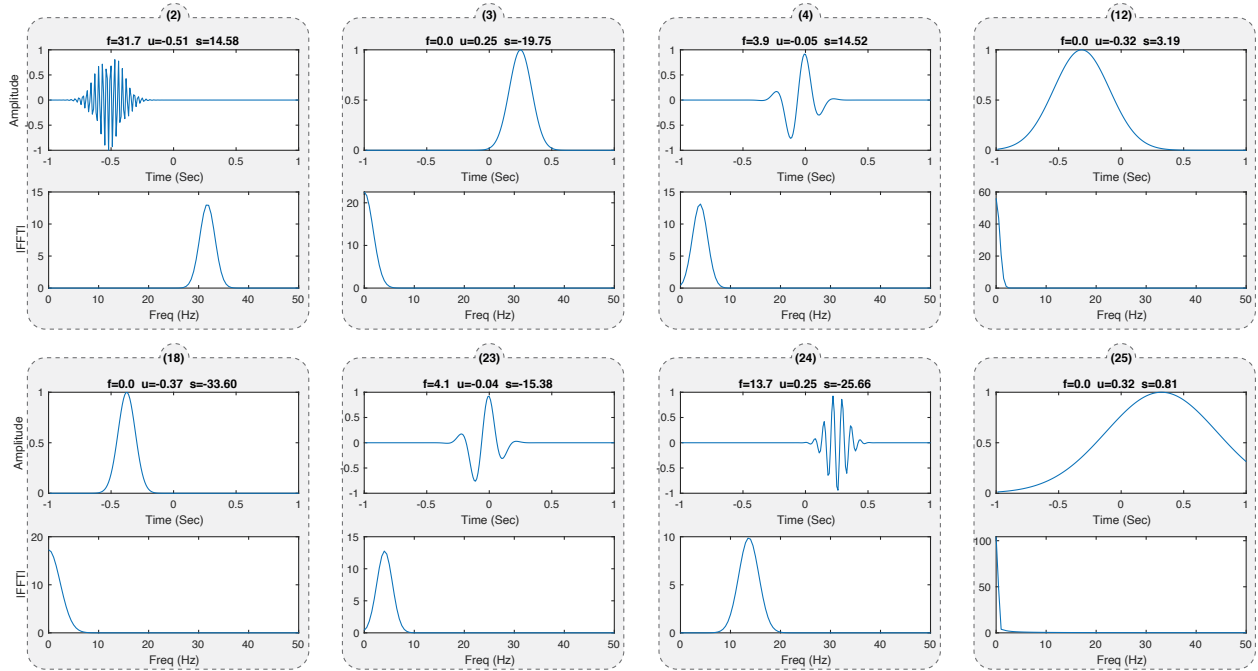 (2)
f=31.7 u=-0.51 s=14.58
1
0.5
0
-0.5
-1
Amplitude
-1 -0.5 0 0.5 1
Time (Sec)
15
10
5
0
|FFT|
0 10 20 30 40 50
Freq (Hz)
(3)
f=0.0 u=0.25 s=-19.75
1
0.5
0
-1 -0.5 0 0.5 1
Time (Sec)
20
10
0
0 10 20 30 40 50
Freq (Hz)
(4)
f=3.9 u=-0.05 s=14.52
1
0.5
0
-0.5
-1
-1 -0.5 0 0.5 1
Time (Sec)
15
10
5
0
0 10 20 30 40 50
Freq (Hz)
(12)
f=0.0 u=-0.32 s=3.19
1
0.5
0
-1 -0.5 0 0.5 1
Time (Sec)
60
40
20
0
0 10 20 30 40 50
Freq (Hz)
(18)
f=0.0 u=-0.37 s=-33.60
1
0.5
0
Amplitude
-1 -0.5 0 0.5 1
Time (Sec)
20
10
0
|FFT|
0 10 20 30 40 50
Freq (Hz)
(23)
f=4.1 u=-0.04 s=-15.38
1
0.5
0
-0.5
-1
-1 -0.5 0 0.5 1
Time (Sec)
15
10
5
0
0 10 20 30 40 50
Freq (Hz)
(24)
f=13.7 u=0.25 s=-25.66
1
0.5
0
-0.5
-1
-1 -0.5 0 0.5 1
Time (Sec)
10
5
0
0 10 20 30 40 50
Freq (Hz)
(25)
f=0.0 u=0.32 s=0.81
1
0.5
0
-1 -0.5 0 0.5 1
Time (Sec)
100
50
0
0 10 20 30 40 50
Freq (Hz)